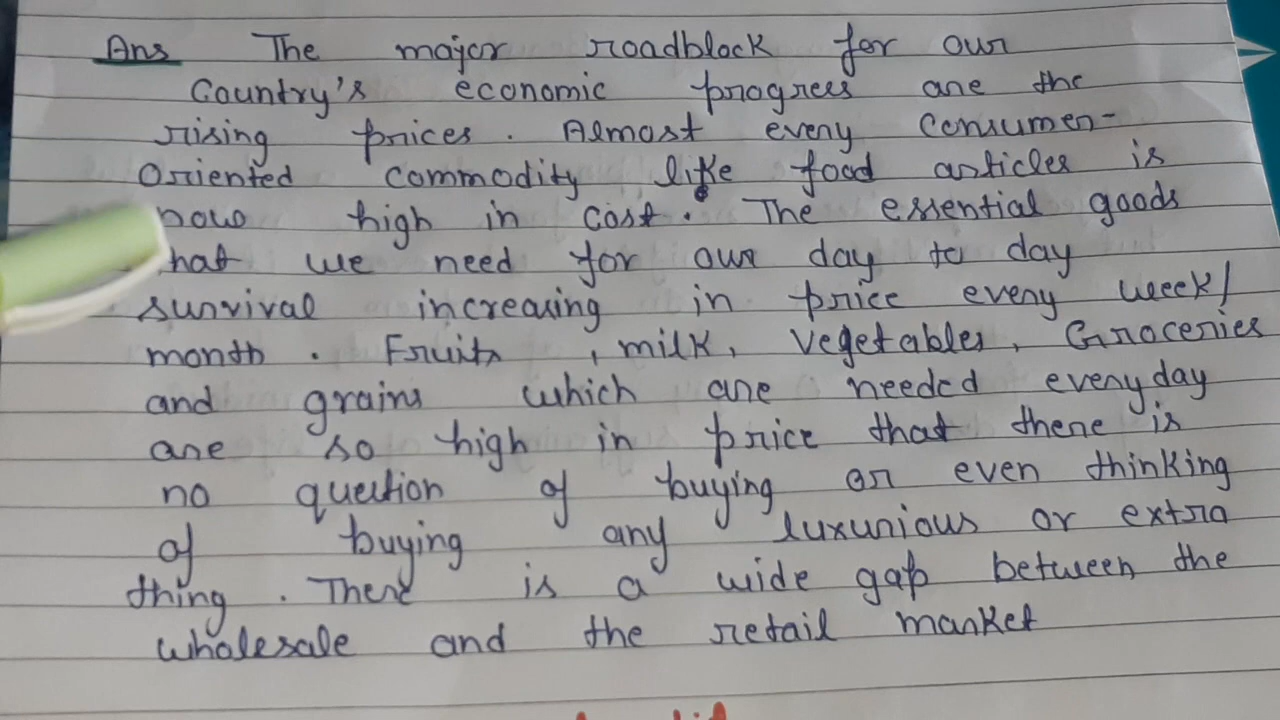 Ans The major roadblock for our
Country's economic progress are the
rising prices. Almost every consumer-
Oriented commodity like food articles is
now high in cost. The essential goods
hat we need for our day to day
survival increasing in price every week/
month. Fruits, milk, vegetables, Groceries
and grains which are needed everyday
are so high in price that there is
no question of buying or even thinking
of buying any luxurious or extra
thing. There is a wide gap between the
wholesale and the retail market